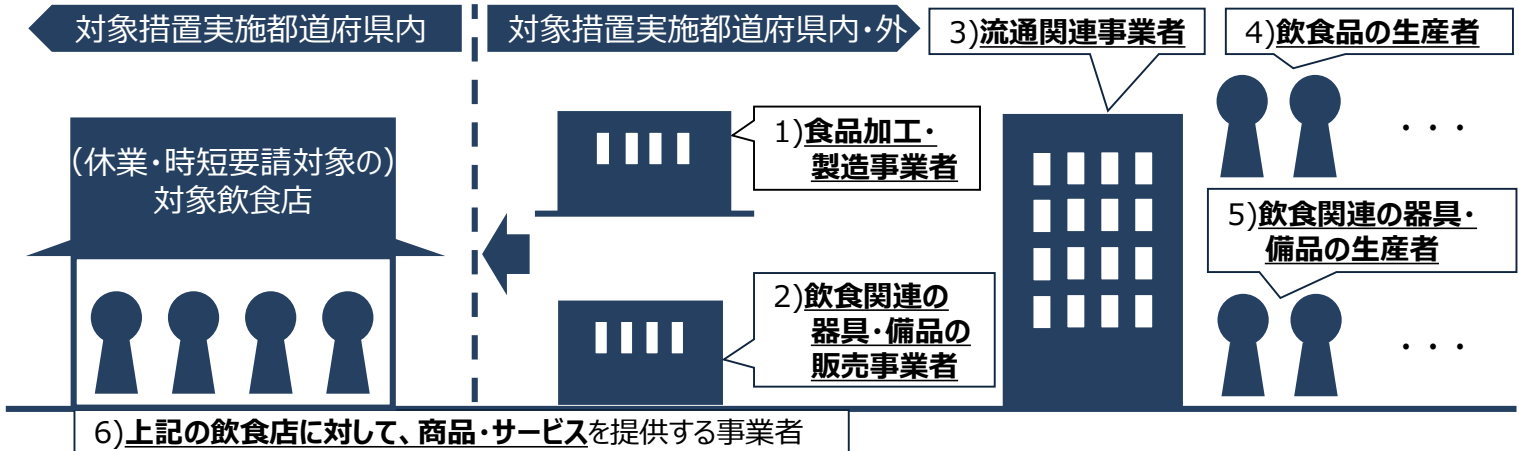 対象措置実施都道府県内
対象措置実施都道府県内・外
3)流通関連事業者
4)飲食品の生産者
(休業・時短要請対象の)
対象飲食店
1)食品加工・
製造事業者
・・・
5)飲食関連の器具・
備品の生産者
2)飲食関連の
器具・備品の
販売事業者
・・・
6)上記の飲食店に対して、商品・サービスを提供する事業者